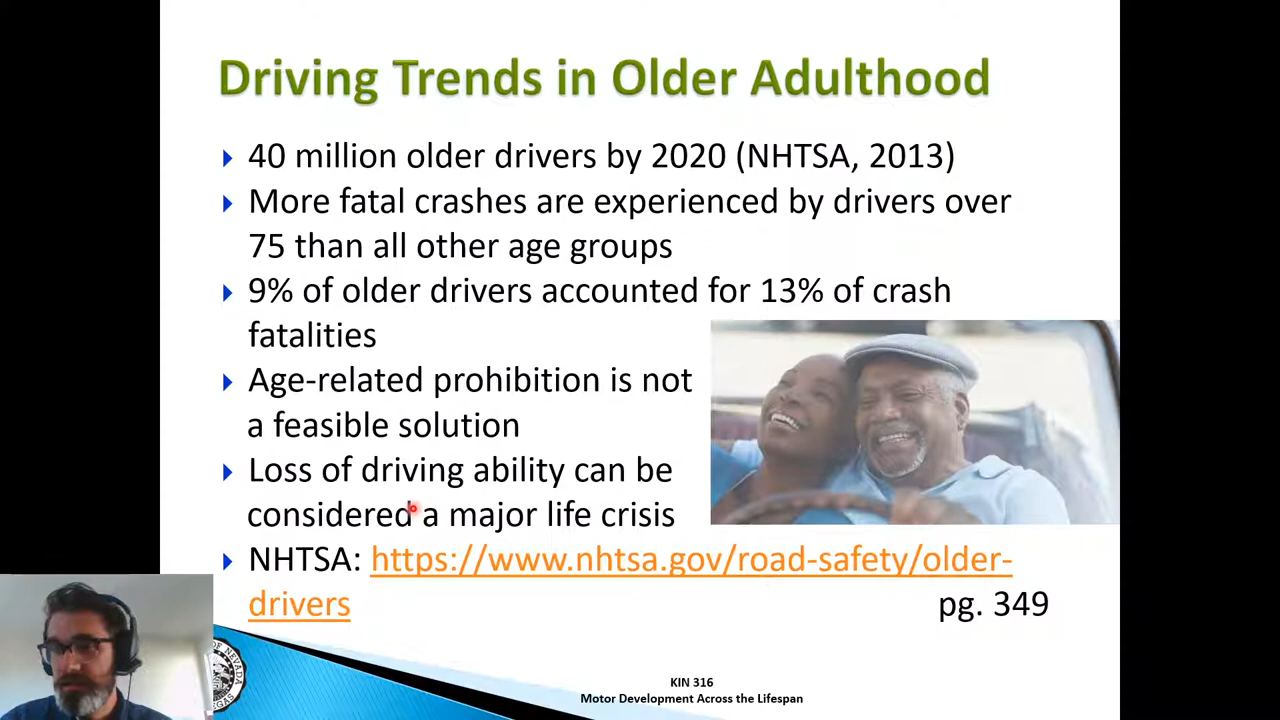 Driving Trends in Older Adulthood
40 million older drivers by 2020 (NHTSA, 2013)
More fatal crashes are experienced by drivers over
75 than all other age groups
9% of older drivers accounted for 13% of crash
fatalities
Age-related prohibition is not
a feasible solution
Loss of driving ability can be
considered a major life crisis
NHTSA: https://www.nhtsa.gov/road-safety/older-
drivers
pg. 349
OF NEVADA
KIN 316
Motor Development Across the Lifespan